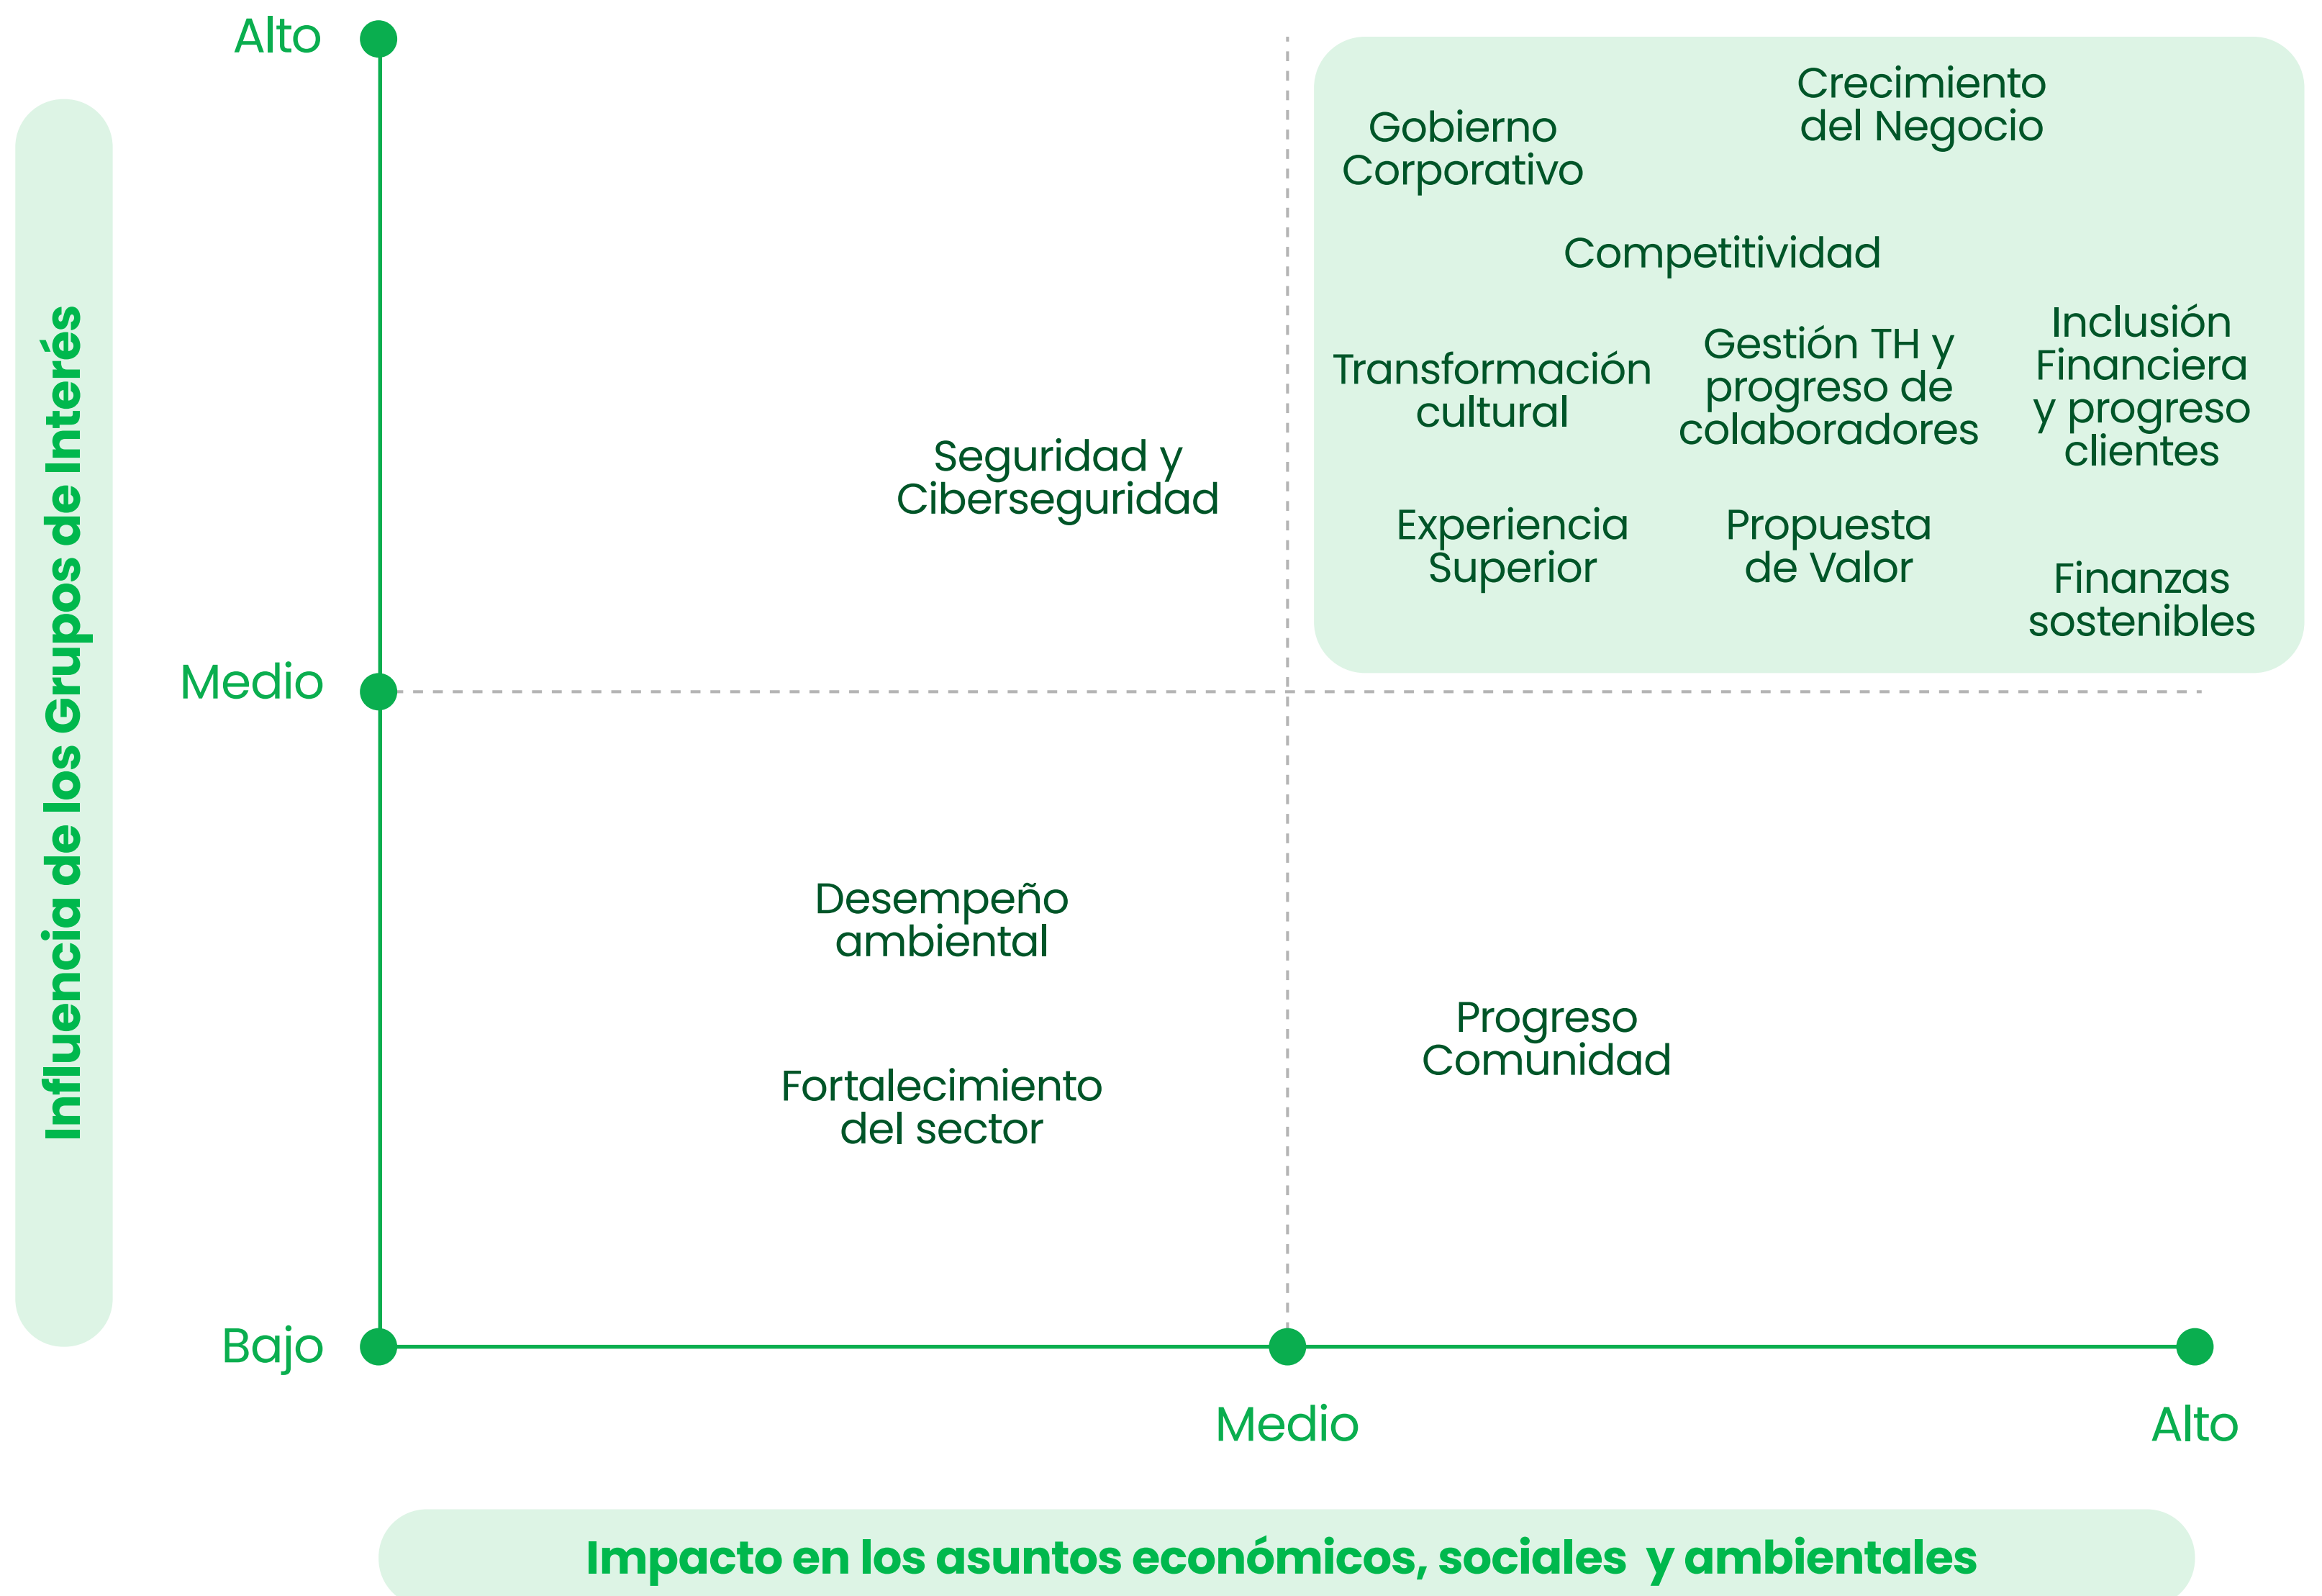 Alto
Crecimiento
del Negocio
Gobierno
Corporativo
Competitividad
Transformación
cultural
Gestión TH y
progreso de
colaboradores
Inclusión
Financiera
y progreso
clientes
Seguridad y
Ciberseguridad
Experiencia
Superior
Propuesta
de Valor
Finanzas
sostenibles
Influencia de los Grupos de Interés
Medio
Desempeño
ambiental
Progreso
Comunidad
Fortalecimiento
del sector
Bajo
Medio
Alto
Impacto en los asuntos económicos, sociales y ambientales